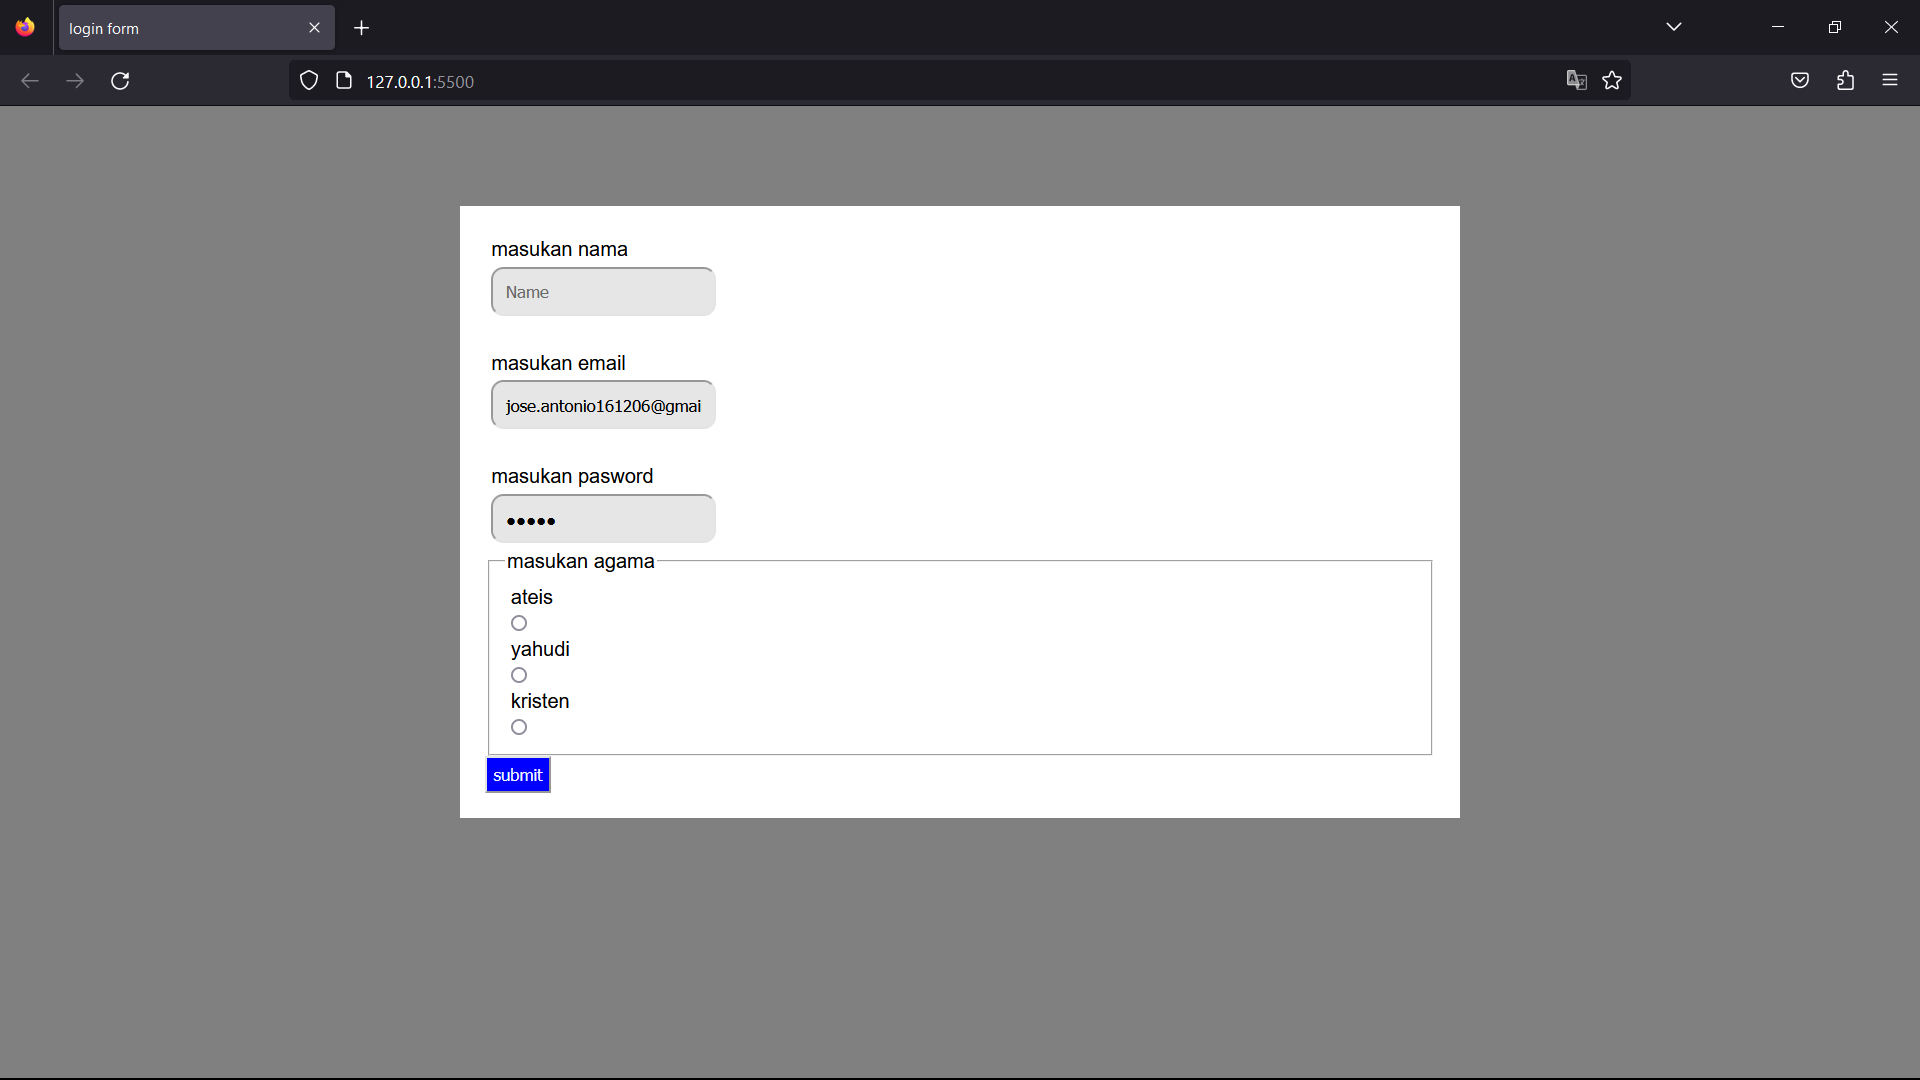 login form
127.0.0.1:5500
masukan nama
Name
masukan email
jose.antonio161206@gmai
masukan pasword
masukan agama
ateis
yahudi
kristen
submit